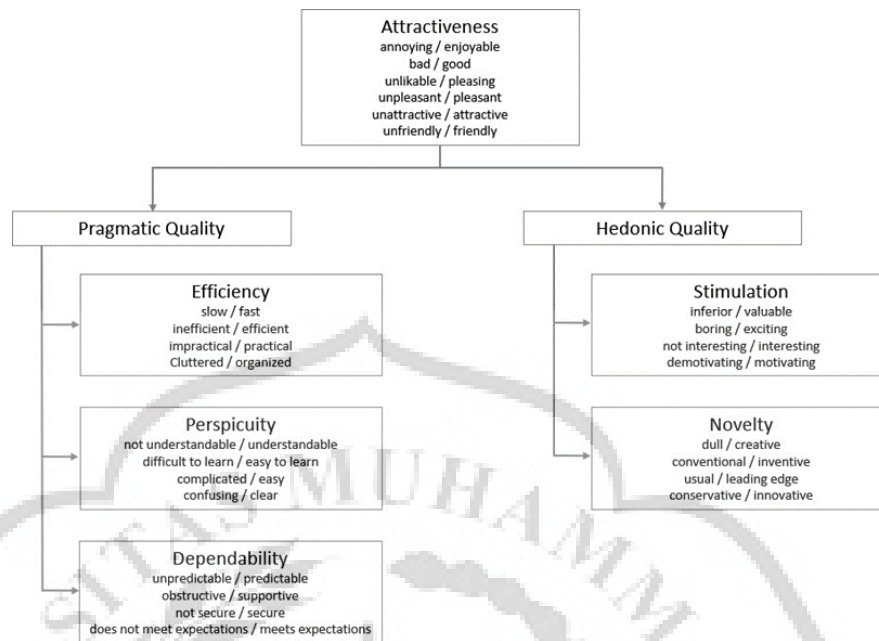 Attractiveness
annoying / enjoyable
bad / good
unlikable / pleasing
unpleasant / pleasant
unattractive / attractive
unfriendly / friendly
Pragmatic Quality
Hedonic Quality
Efficiency
slow / fast
inefficient / efficient
impractical / practical
Cluttered / organized
Stimulation
inferior / valuable
boring / exciting
not interesting / interesting
demotivating / motivating
Perspicuity
not understandable / understandable
difficult to learn / easy to learn
complicated / easy
confusing / clear
Novelty
dull / creative
conventional / inventive
usual / leading edge
conservative / innovative
Dependability
unpredictable / predictable
obstructive / supportive
not secure / secure
does not meet expectations / meets expectations
SITAS MUHAMM